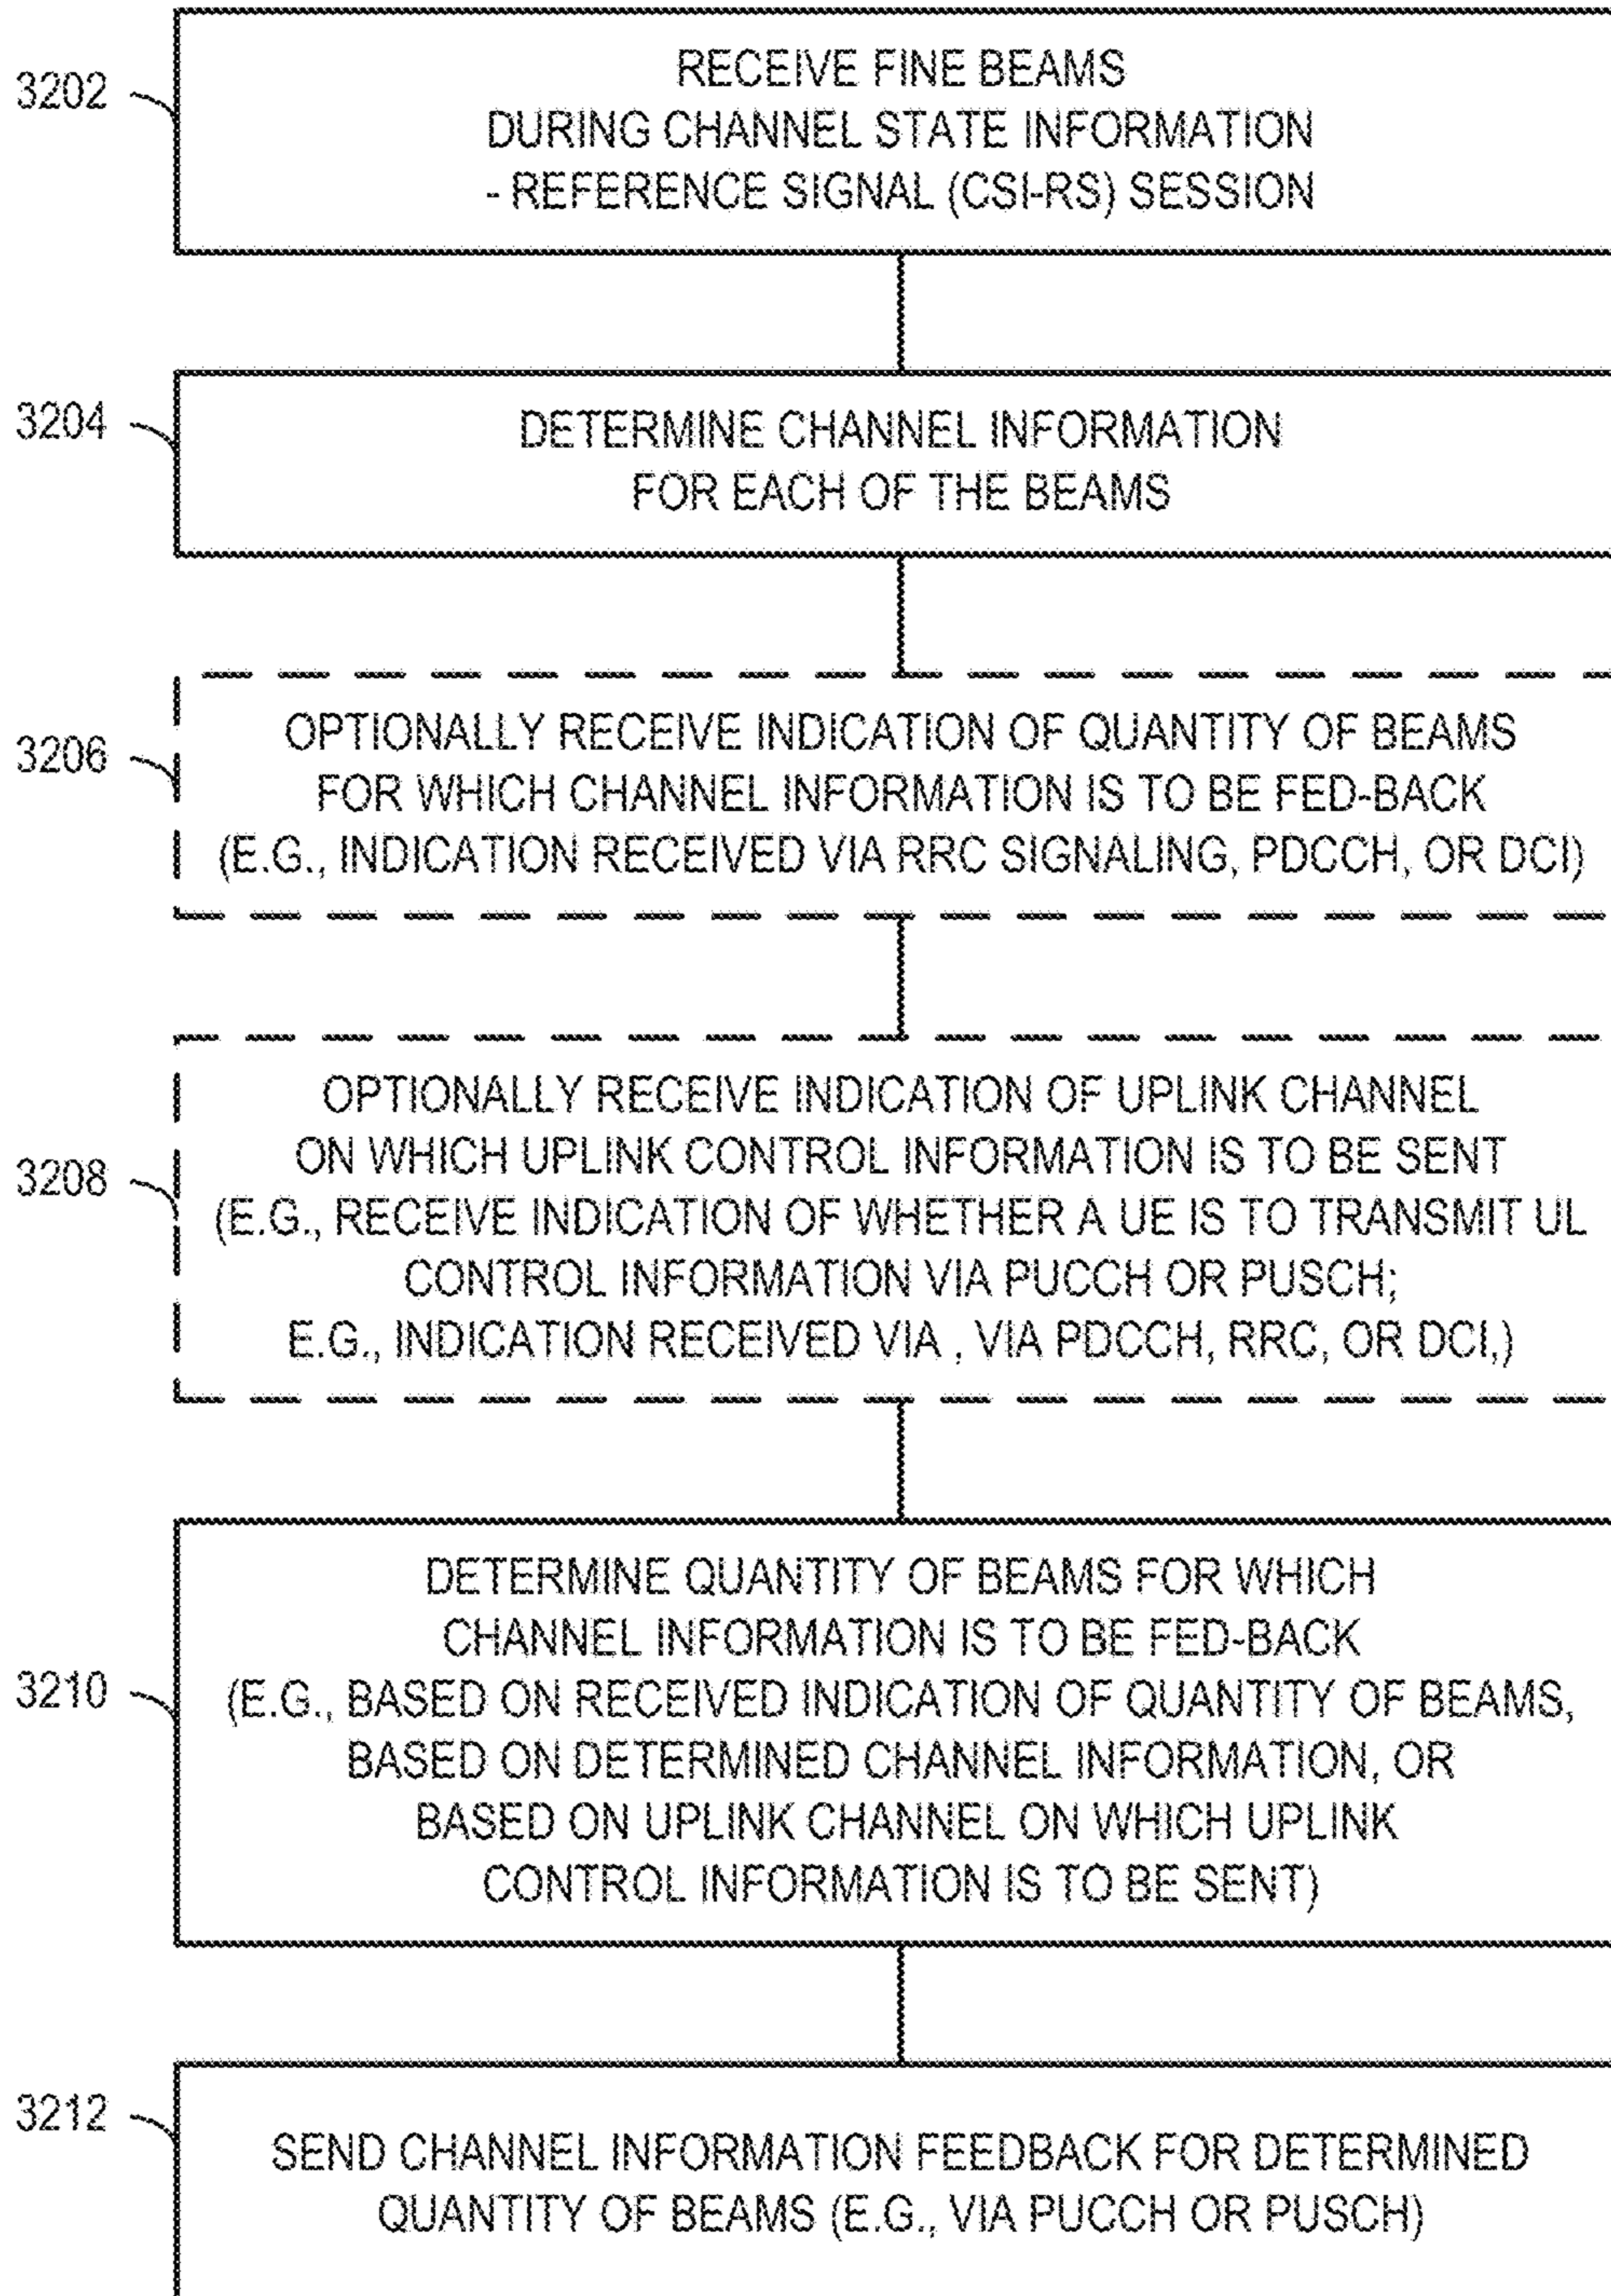 3202
RECEIVE FINE BEAMS
DURING CHANNEL STATE INFORMATION
- REFERENCE SIGNAL (CSI-RS) SESSION
3204
DETERMINE CHANNEL INFORMATION
FOR EACH OF THE BEAMS
3206
OPTIONALLY RECEIVE INDICATION OF QUANTITY OF BEAMS
FOR WHICH CHANNEL INFORMATION IS TO BE FED-BACK
(E.G., INDICATION RECEIVED VIA RRC SIGNALING, PDCCH, OR DCI)
3208
OPTIONALLY RECEIVE INDICATION OF UPLINK CHANNEL
ON WHICH UPLINK CONTROL INFORMATION IS TO BE SENT
(E.G., RECEIVE INDICATION OF WHETHER A UE IS TO TRANSMIT UL
CONTROL INFORMATION VIA PUCCH OR PUSCH;
E.G., INDICATION RECEIVED VIA , VIA PDCCH, RRC, OR DCI,)
3210
DETERMINE QUANTITY OF BEAMS FOR WHICH
CHANNEL INFORMATION IS TO BE FED-BACK
(E.G., BASED ON RECEIVED INDICATION OF QUANTITY OF BEAMS,
BASED ON DETERMINED CHANNEL INFORMATION, OR
BASED ON UPLINK CHANNEL ON WHICH UPLINK
CONTROL INFORMATION IS TO BE SENT)
3212
SEND CHANNEL INFORMATION FEEDBACK FOR DETERMINED
QUANTITY OF BEAMS (E.G., VIA PUCCH OR PUSCH)